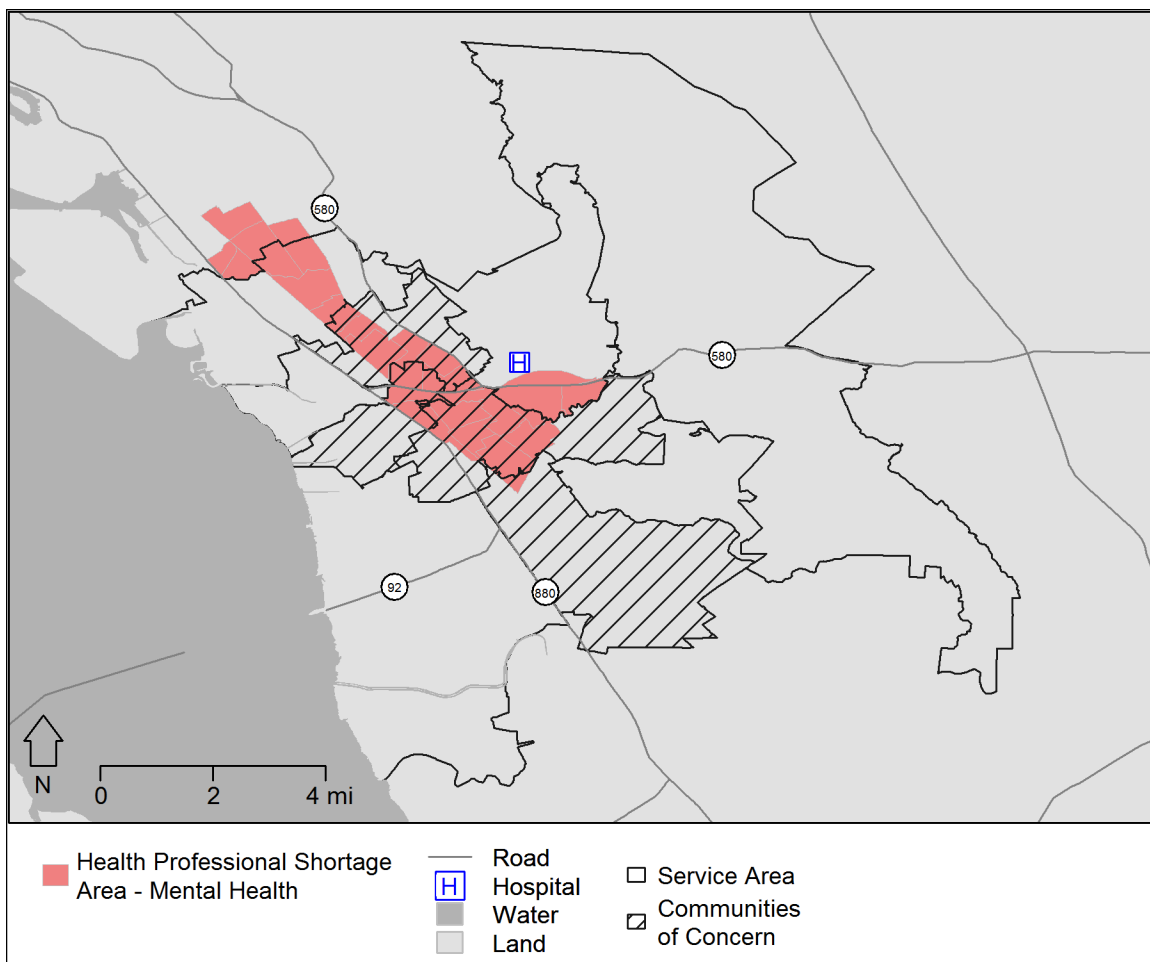 580
580
92
880
N
0 2 4 mi
Health Professional Shortage
Area - Mental Health
Road
H Hospital
Water
Land
Service Area
Communities
of Concern
H